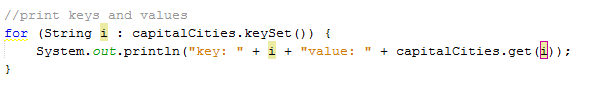 //print keys and values
for (String i : capitalCities.keySet()) {
    System.out.println("key: " + i + "value: " + capitalCities.get(i));
}